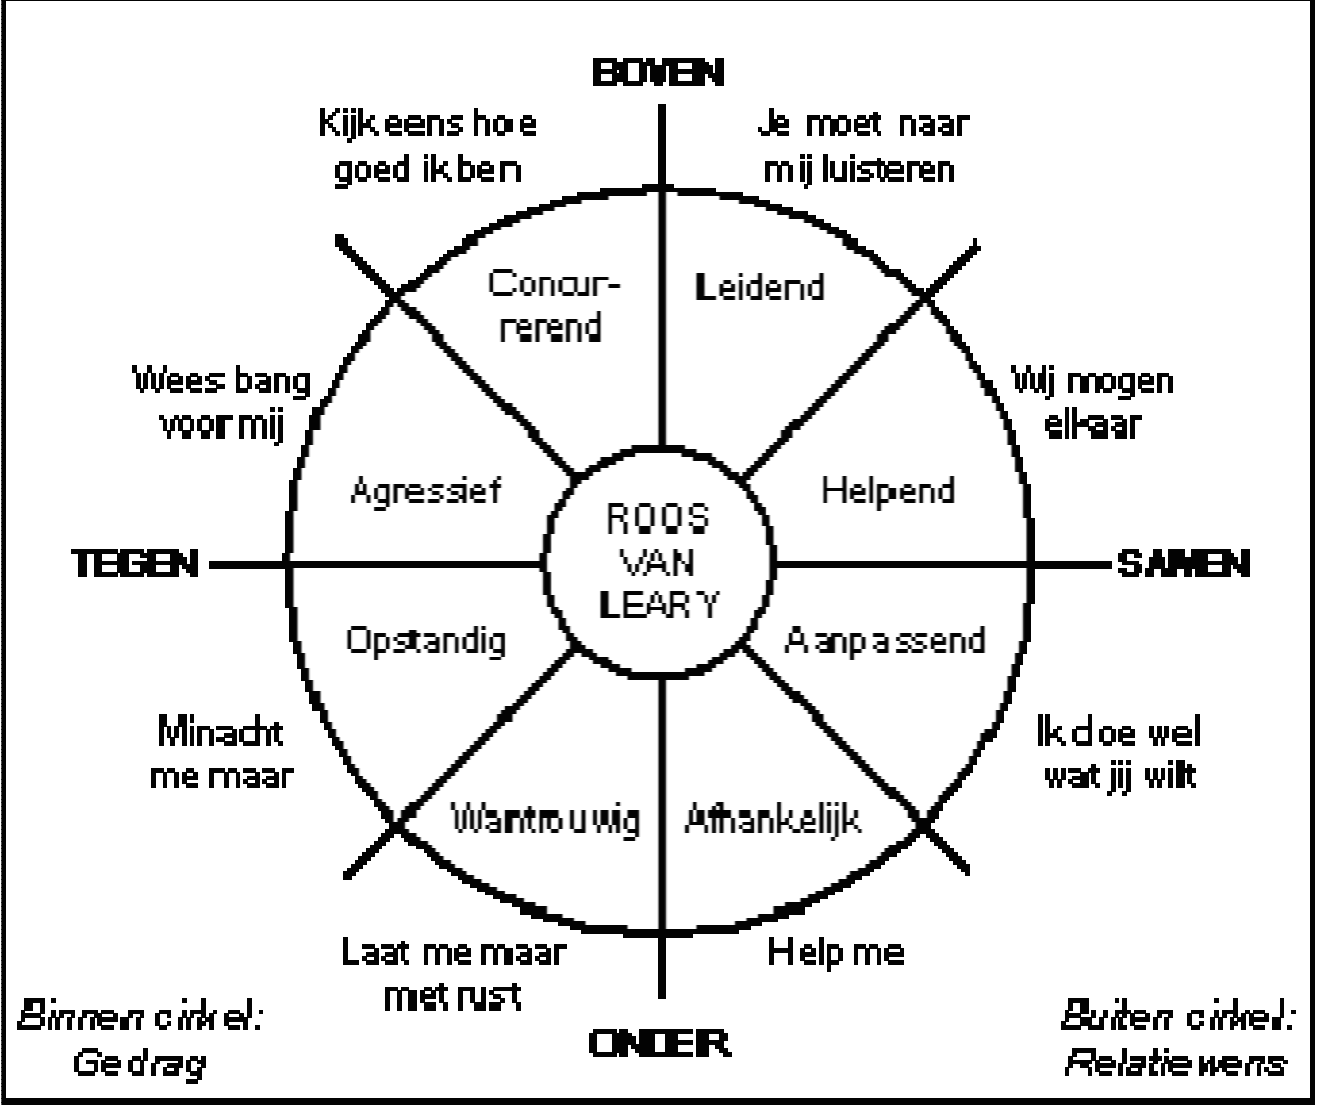 BOVEN
Kijk eens hoe
goed ik ben
Je moet naar
mij luisteren
Concur-
rerend
Leidend
Wees bang
voor mij
Wij mogen
elkaar
Agressief
Helpend
ROOS
VAN
LEARY
TEGEN
SAMEN
Opstandig
Aanpassend
Minacht
me maar
Ik doe wel
wat jij wilt
Wantrouwig
Afhankelijk
Laat me maar
met rust
Help me
ONDER
Binnen cirkel:
Gedrag
Buiten cirkel:
Relatiewens